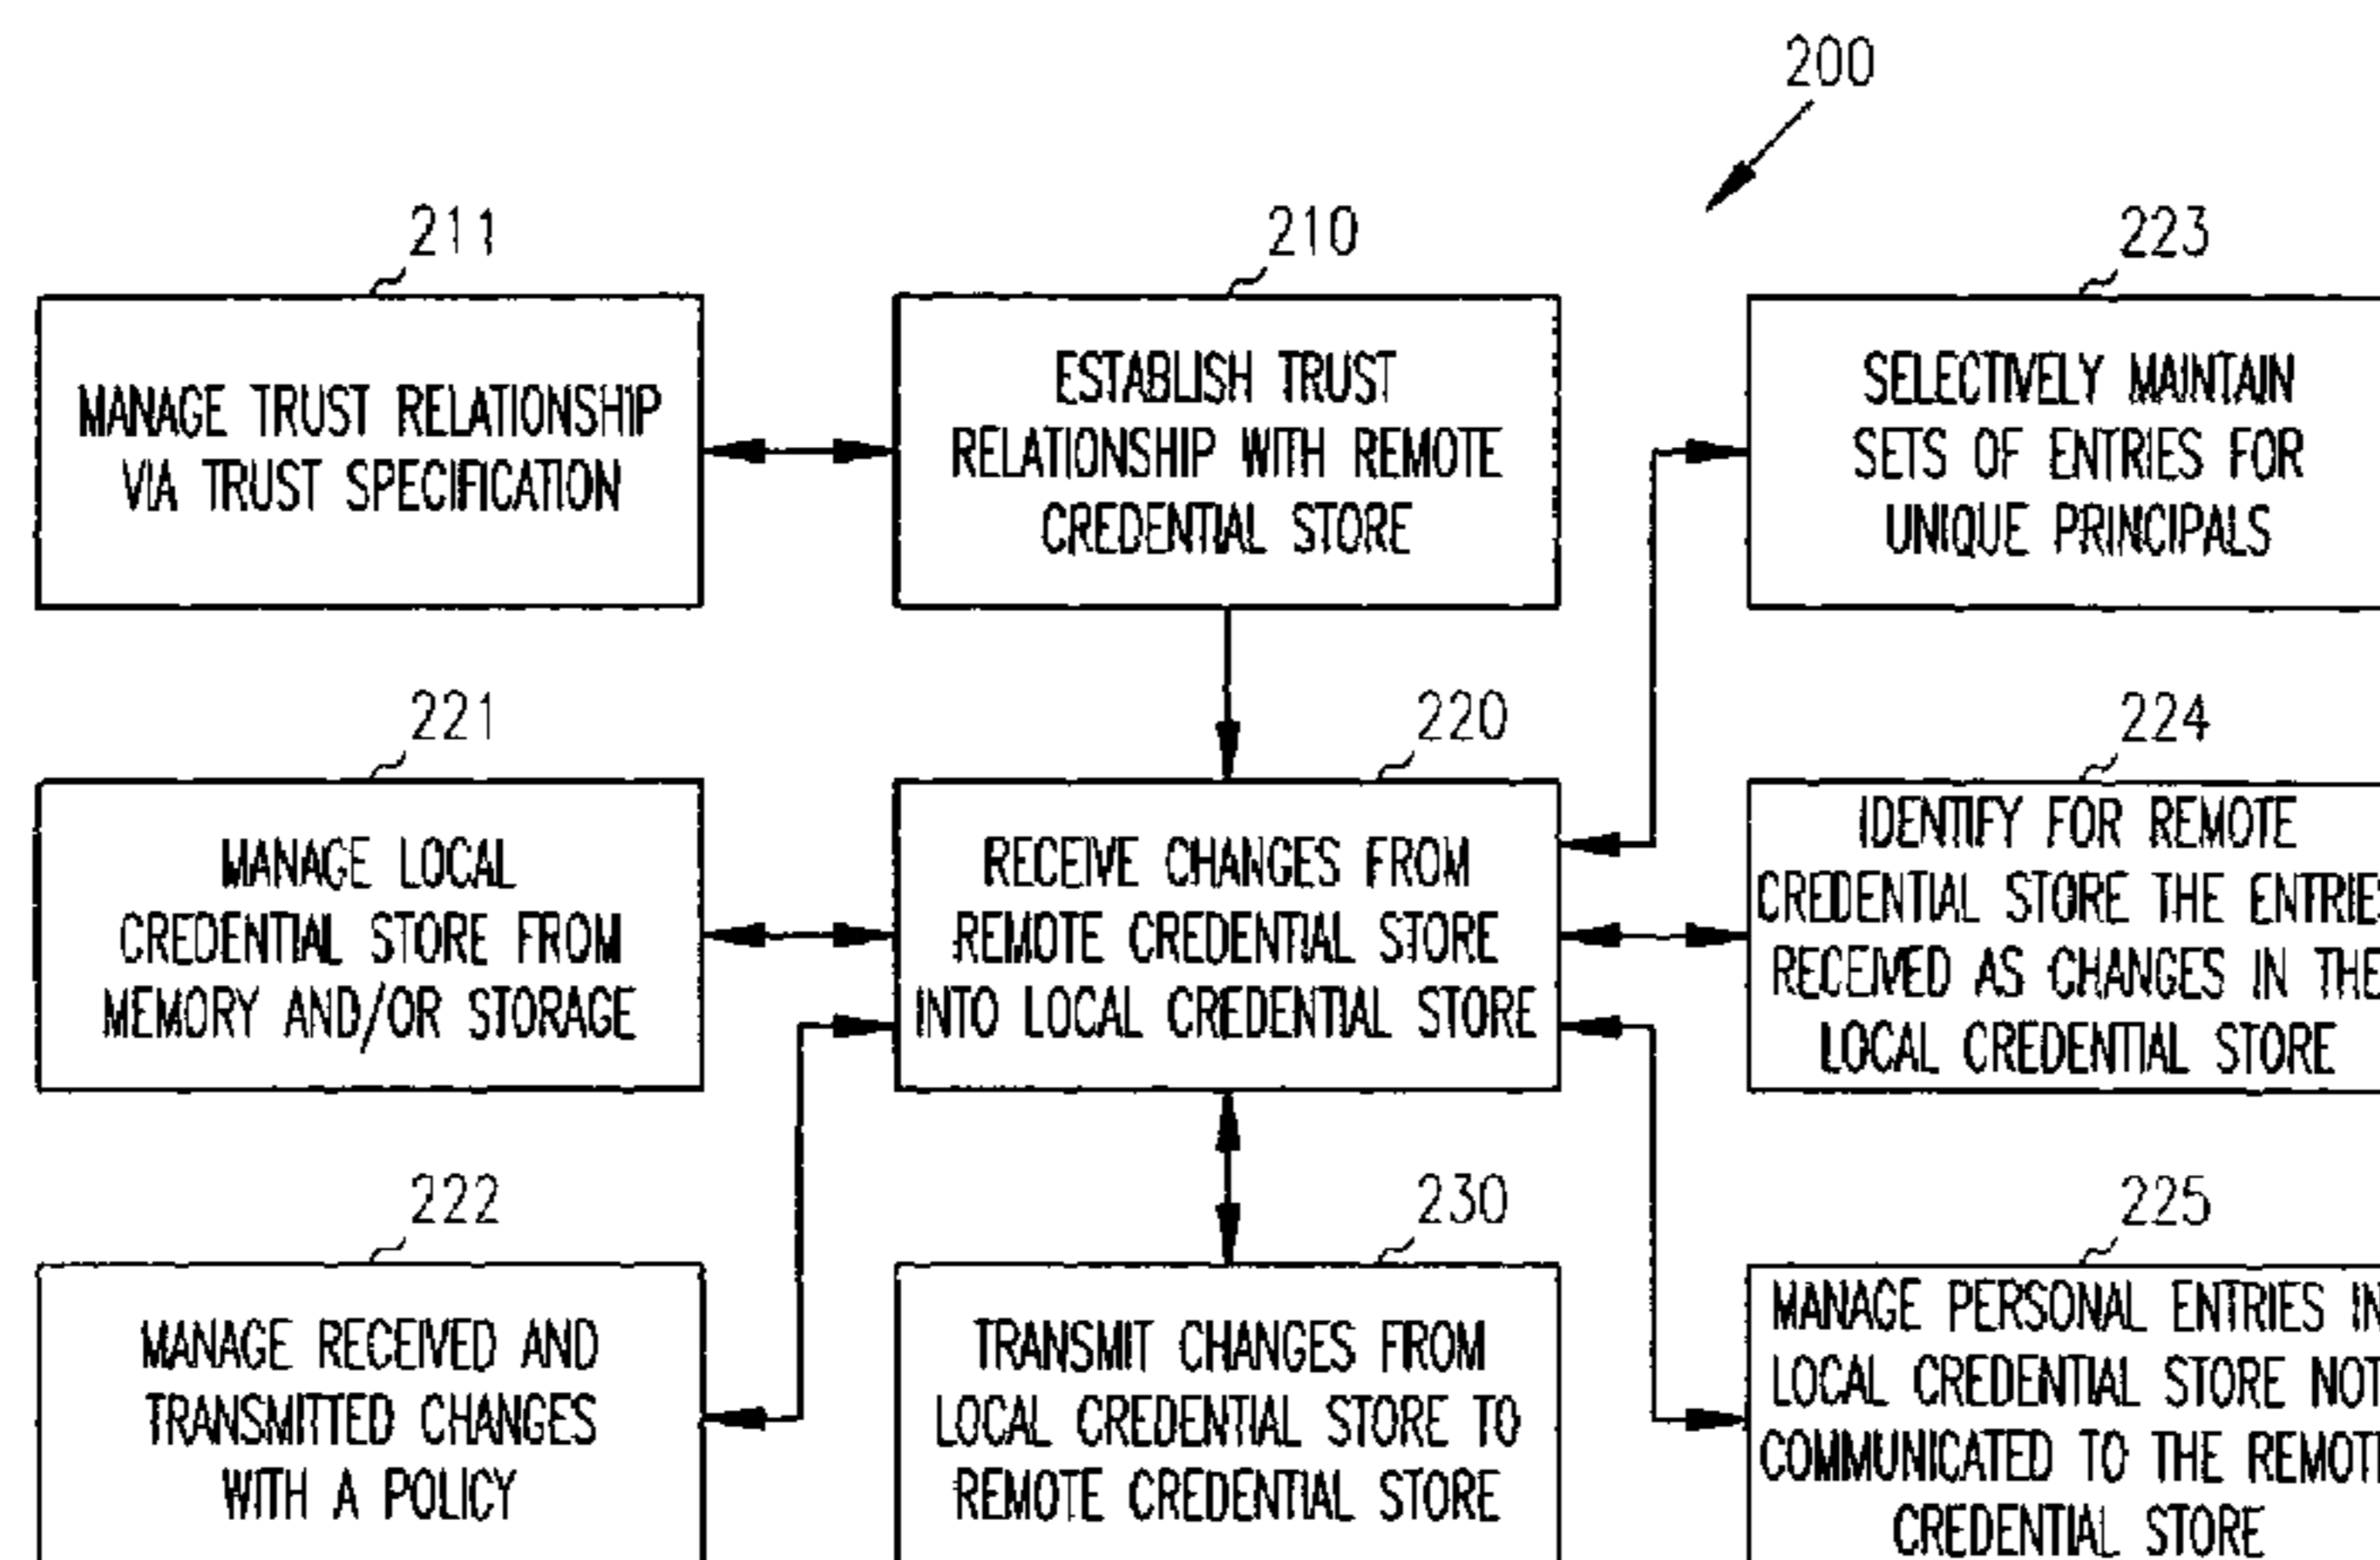 200
211
MANAGE TRUST RELATIONSHIP
VIA TRUST SPECIFICATION
210
ESTABLISH TRUST
RELATIONSHIP WITH REMOTE
CREDENTIAL STORE
223
SELECTIVELY MAINTAIN
SETS OF ENTRIES FOR
UNIQUE PRINCIPALS
221
MANAGE LOCAL
CREDENTIAL STORE FROM
MEMORY AND/OR STORAGE
220
RECEIVE CHANGES FROM
REMOTE CREDENTIAL STORE
INTO LOCAL CREDENTIAL STORE
224
IDENTIFY FOR REMOTE
CREDENTIAL STORE THE ENTRIES
RECEIVED AS CHANGES IN THE
LOCAL CREDENTIAL STORE
222
MANAGE RECEIVED AND
TRANSMITTED CHANGES
WITH A POLICY
230
TRANSMIT CHANGES FROM
LOCAL CREDENTIAL STORE TO
REMOTE CREDENTIAL STORE
225
MANAGE PERSONAL ENTRIES IN
LOCAL CREDENTIAL STORE NOT
COMMUNICATED TO THE REMOTE
CREDENTIAL STORE